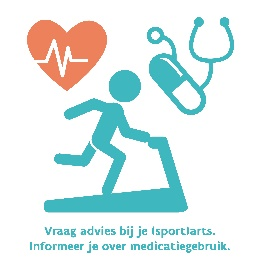 Vraag advies bij je (sport)arts.
Informeer je over medicatiegebruik.